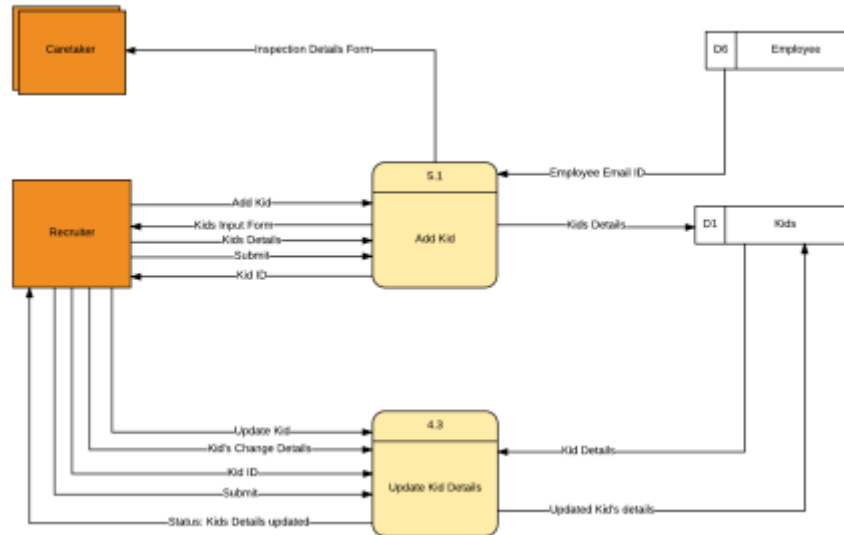 Caretaker
Inspection Details Form
D6
Employee
5.1
Employee Email ID
Add Kid
Kids Input Form
Kids Details
Submit
Kid ID
Recruiter
Add Kid
Kids Details
D1
Kids
4.3
Update Kid
Kid's Change Details
Kid ID
Submit
Status: Kids Details updated
Update Kid Details
Kid Details
Updated Kid's details